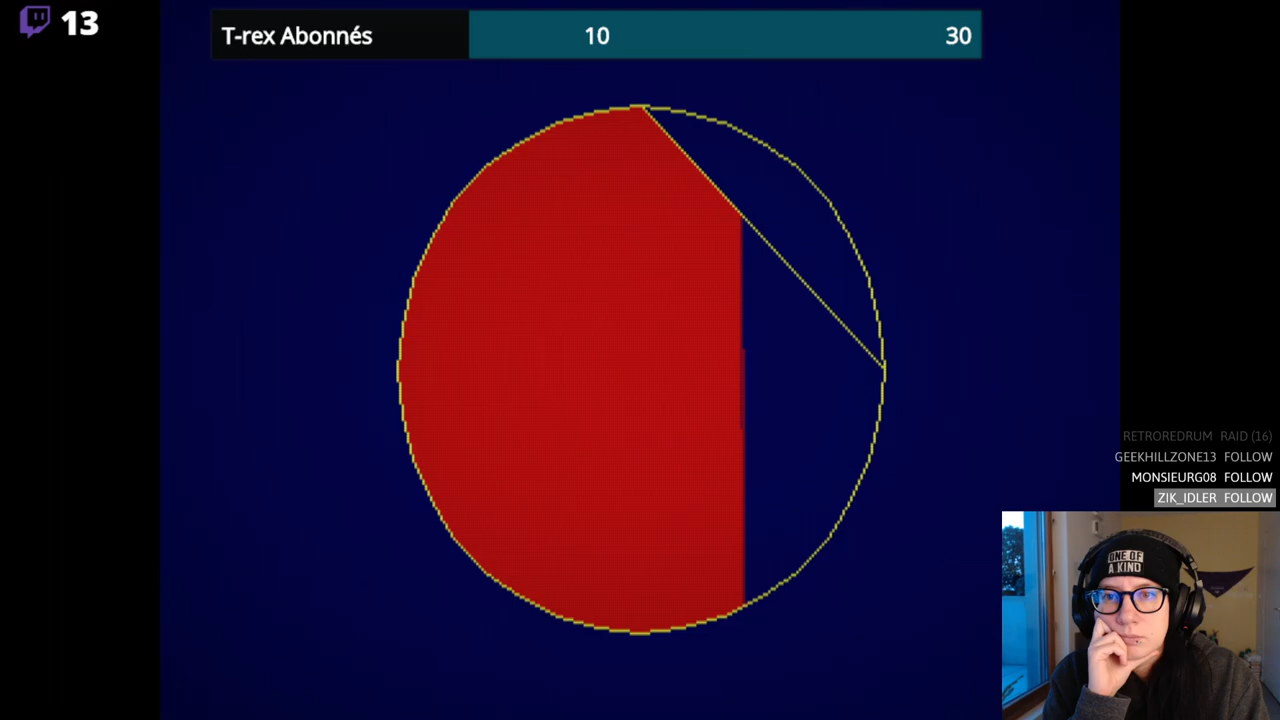 13
T-rex Abonnés 10 30
RETROREDRUM RAID (16)
GEEKHILLZONE13 FOLLOW
MONSIEURG08 FOLLOW
ZIK_IDLER FOLLOW
ONE OF
A KIND